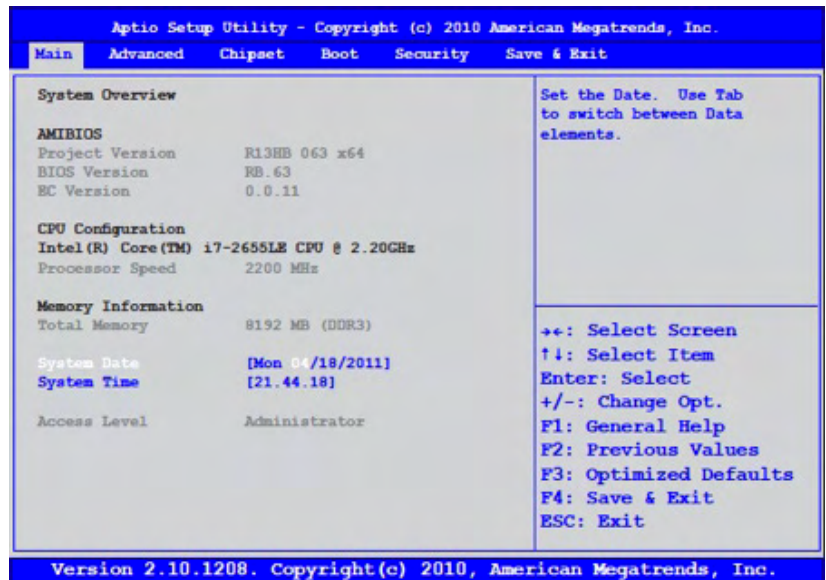 Aptio Setup Utility - Copyright (c) 2010 American Megatrends, Inc.
Main Advanced Chipset Boot Security Save & Exit
System Overview
AMIBIOS
Project Version R13HB 063 x64
BIOS Version RB.63
EC Version 0.0.11
CPU Configuration
Intel(R) Core(TM) i7-2655LE CPU @ 2.20GHz
Processor Speed 2200 MHz
Memory Information
Total Memory 8192 MB (DDR3)
System Date [Mon 04/18/2011]
System Time [21.44.18]
Access Level Administrator
Set the Date. Use Tab
to switch between Data
elements.
→←: Select Screen
↑↓: Select Item
Enter: Select
+/-: Change Opt.
F1: General Help
F2: Previous Values
F3: Optimized Defaults
F4: Save & Exit
ESC: Exit
Version 2.10.1208. Copyright(c) 2010, American Megatrends, Inc.